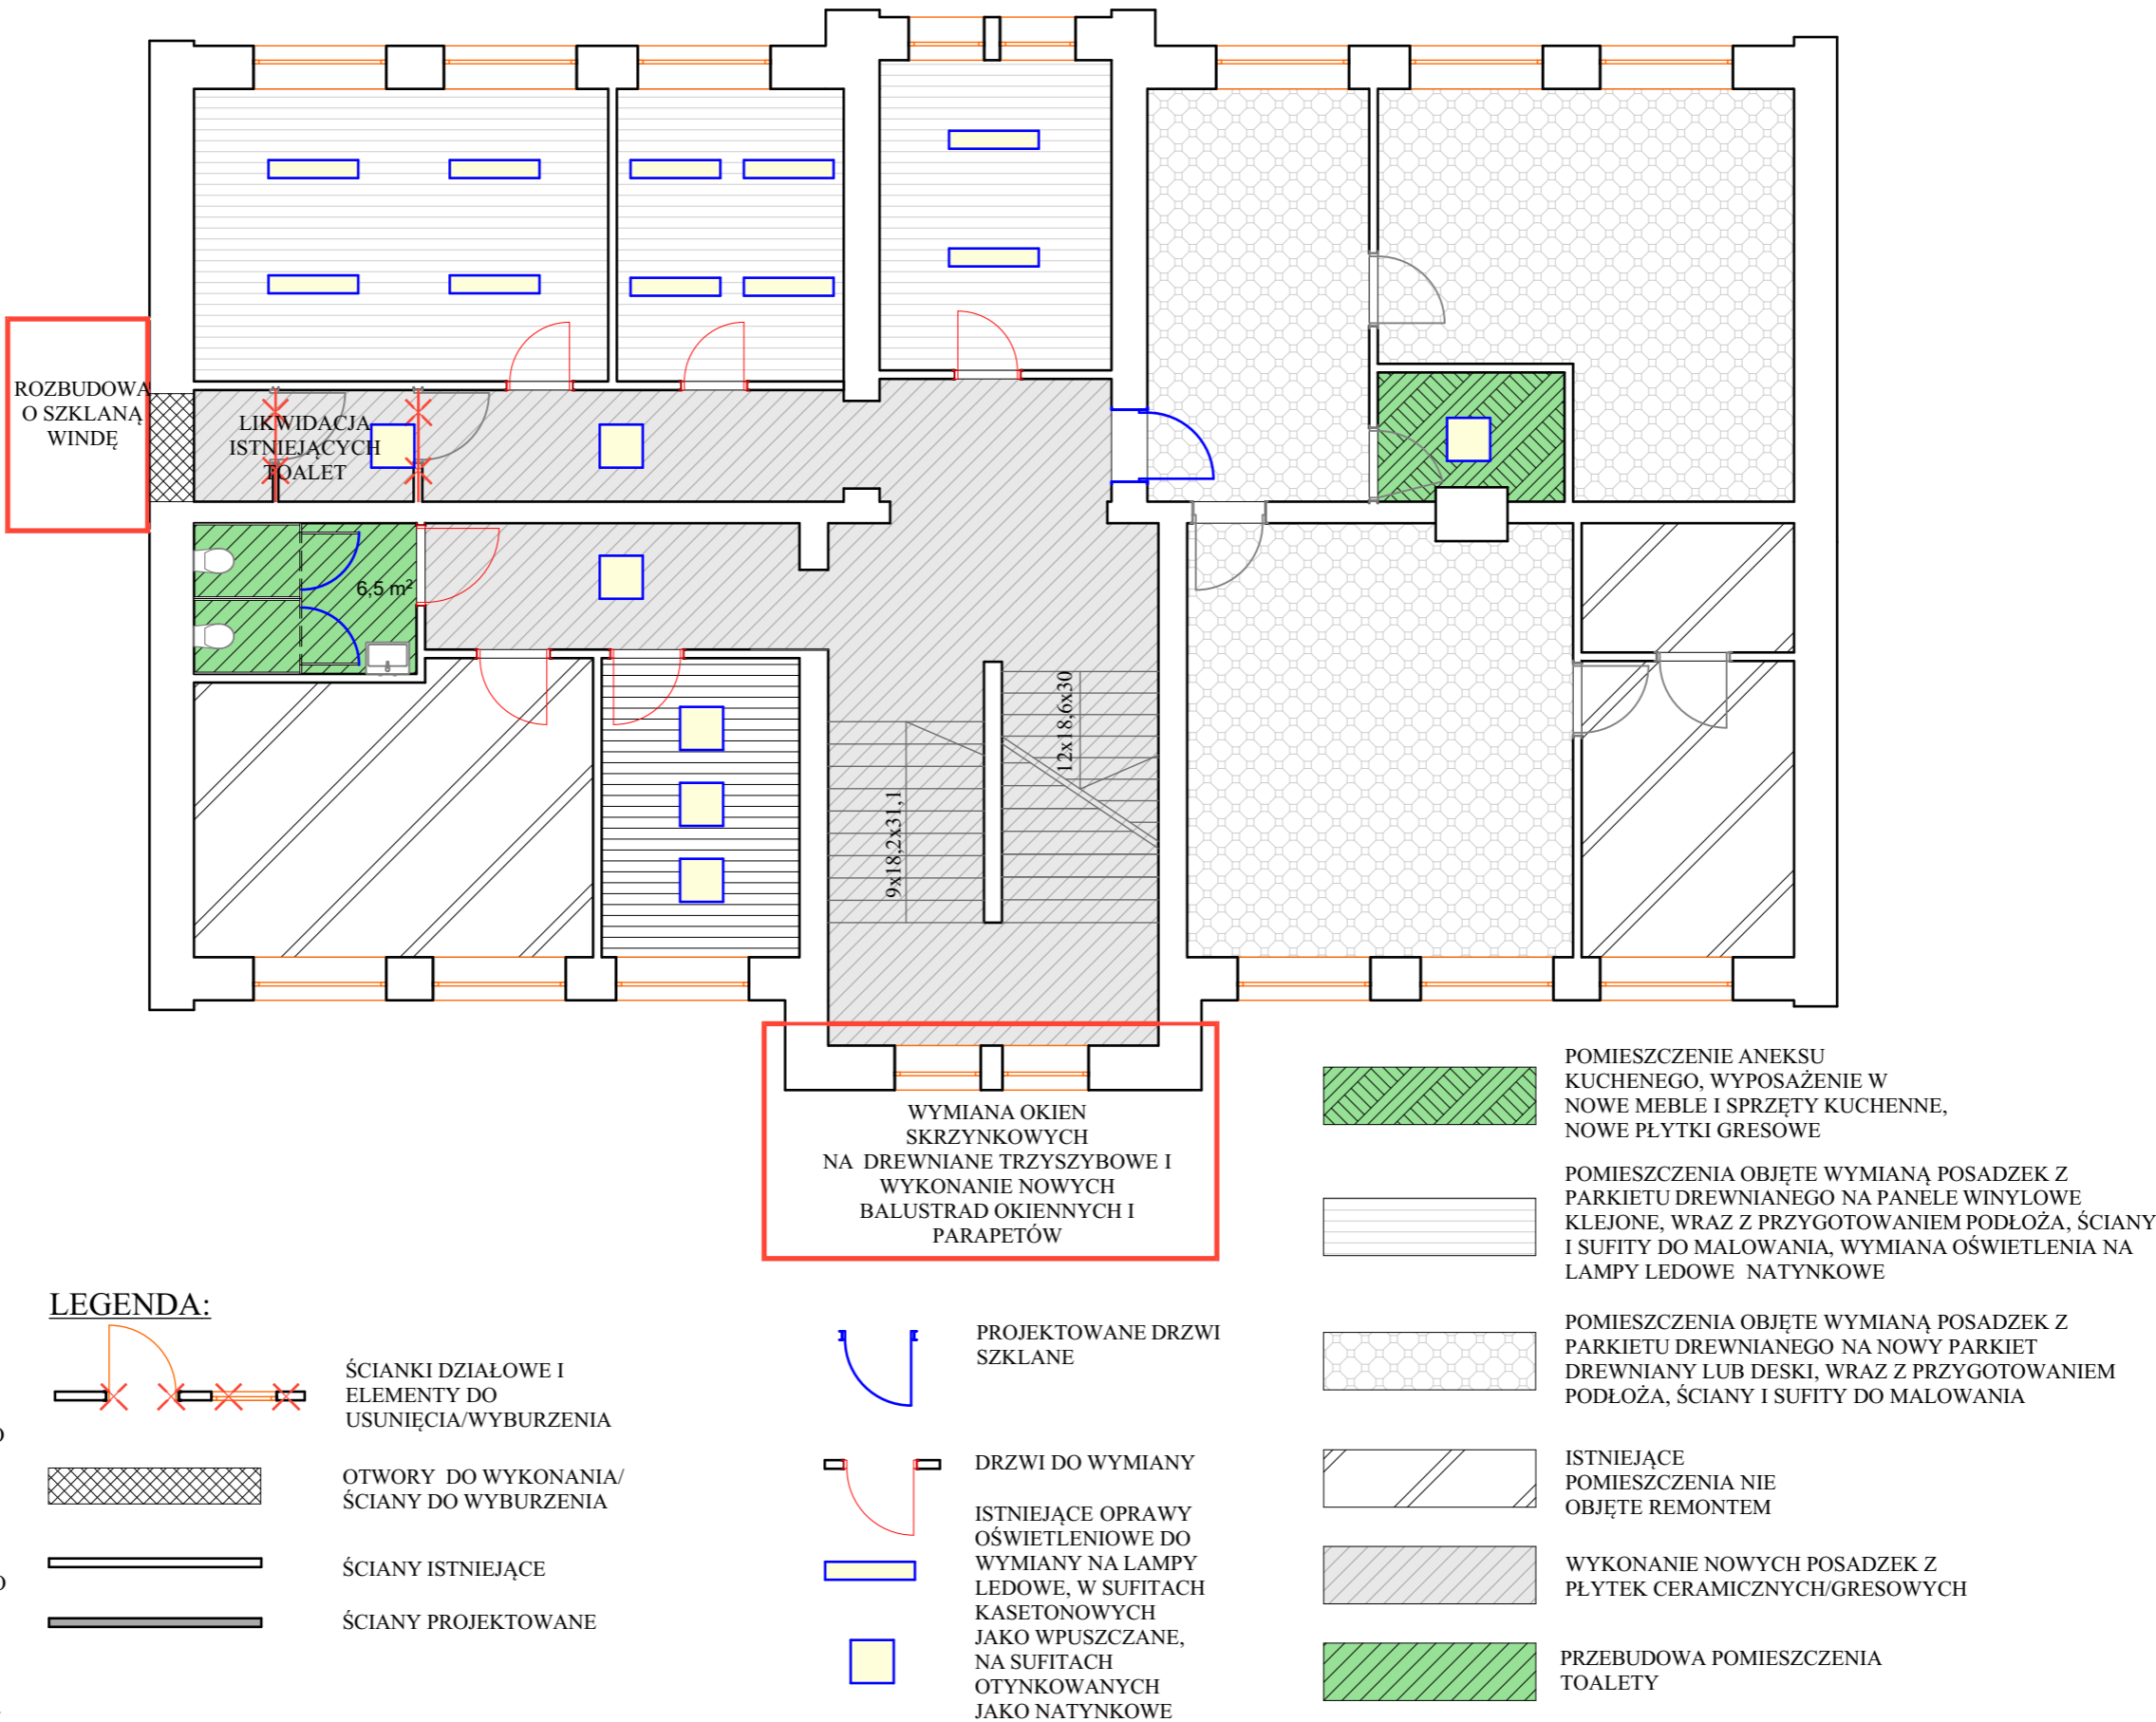 ROZBUDOWA
O SZKLANĄ
WINDĘ
LIKWIDACJA
ISTNIEJĄCYCH
TOALET
6,5 m²
9x18,2x31,1
12x18,6x30
WYMIANA OKIEN
SKRZYNKOWYCH
NA DREWNIANE TRZYSZYBOWE I
WYKONANIE NOWYCH
BALUSTRAD OKIENNYCH I
PARAPETÓW
LEGENDA:
ŚCIANKI DZIAŁOWE I
ELEMENTY DO
USUNIĘCIA/WYBURZENIA
OTWORY DO WYKONANIA/
ŚCIANY DO WYBURZENIA
ŚCIANY ISTNIEJĄCE
ŚCIANY PROJEKTOWANE
PROJEKTOWANE DRZWI
SZKLANE
DRZWI DO WYMIANY
ISTNIEJĄCE OPRAWY
OŚWIETLENIOWE DO
WYMIANY NA LAMPY
LEDOWE, W SUFITACH
KASETONOWYCH
JAKO WPUSZCZANE,
NA SUFITACH
OTYNKOWANYCH
JAKO NATYNKOWE
POMIESZCZENIE ANEKSU
KUCHENEGO, WYPOSAŻENIE W
NOWE MEBLE I SPRZĘTY KUCHENNE,
NOWE PŁYTKI GRESOWE
POMIESZCZENIA OBJĘTE WYMIANĄ POSADZEK Z
PARKIETU DREWNIANEGO NA PANELE WINYLOWE
KLEJONE, WRAZ Z PRZYGOTOWANIEM PODŁOŻA, ŚCIANY
I SUFITY DO MALOWANIA, WYMIANA OŚWIETLENIA NA
LAMPY LEDOWE NATYNKOWE
POMIESZCZENIA OBJĘTE WYMIANĄ POSADZEK Z
PARKIETU DREWNIANEGO NA NOWY PARKIET
DREWNIANY LUB DESKI, WRAZ Z PRZYGOTOWANIEM
PODŁOŻA, ŚCIANY I SUFITY DO MALOWANIA
ISTNIEJĄCE
POMIESZCZENIA NIE
OBJĘTE REMONTEM
WYKONANIE NOWYCH POSADZEK Z
PŁYTEK CERAMICZNYCH/GRESOWYCH
PRZEBUDOWA POMIESZCZENIA
TOALETY